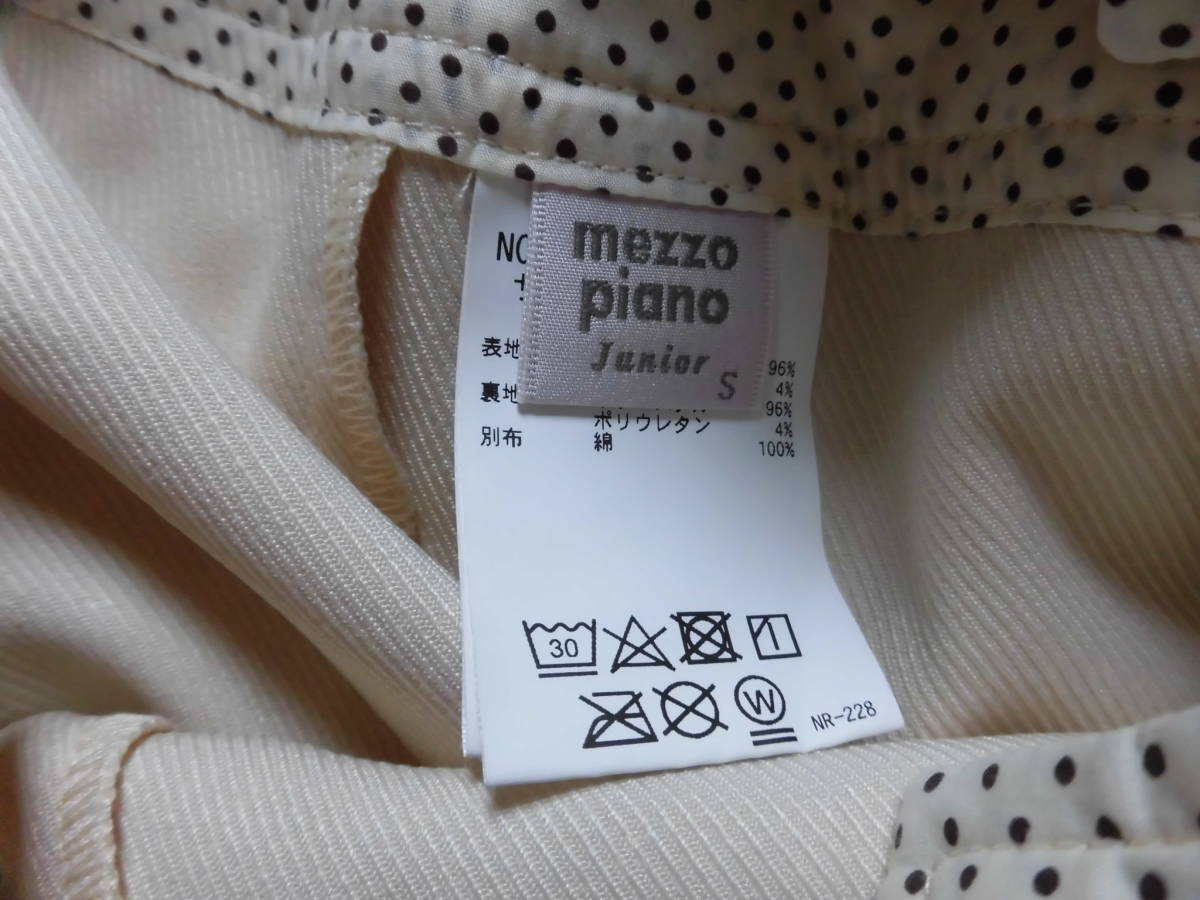 mezzo
piano
Junior
S
NO
表地
96%
裏地
4%
96%
ポリウレタン 4%
別布 綿 100%
30
W
NR-228